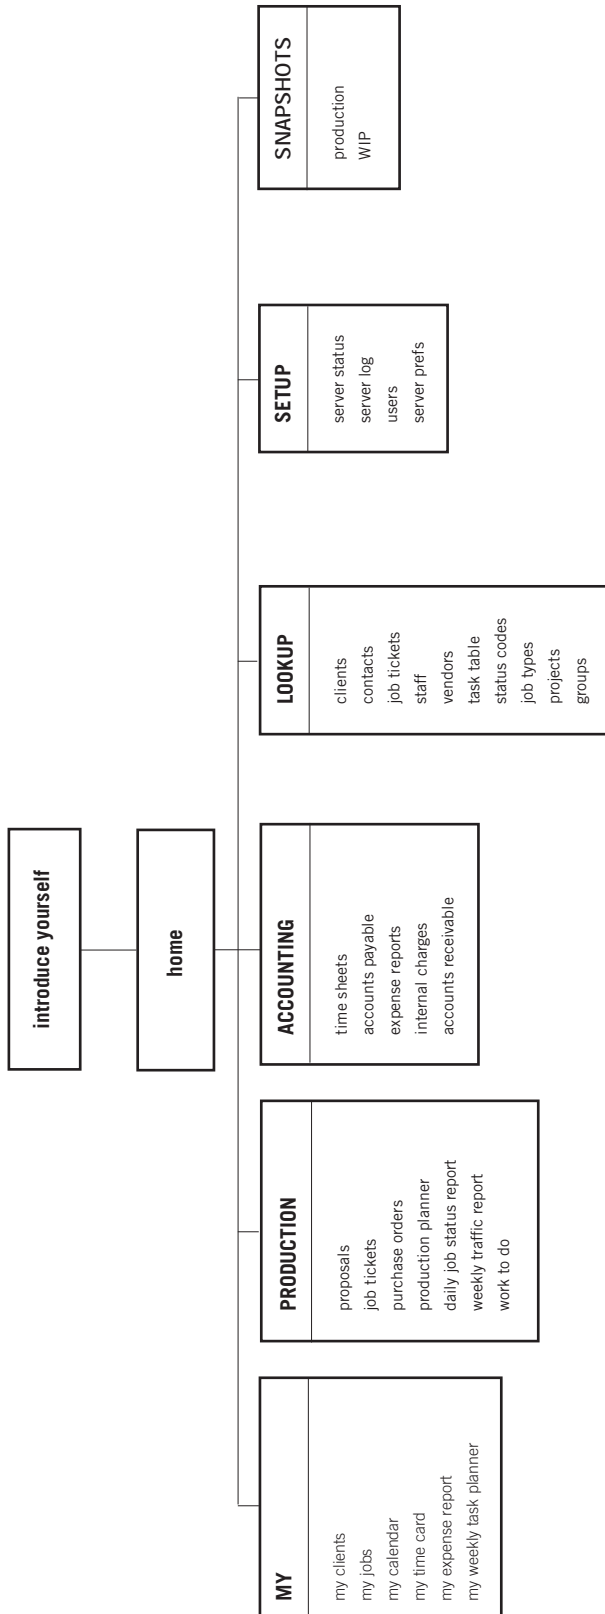 introduce yourself
home
MY
my clients
my jobs
my calendar
my time card
my expense report
my weekly task planner
PRODUCTION
proposals
job tickets
purchase orders
production planner
daily job status report
weekly traffic report
work to do
ACCOUNTING
time sheets
accounts payable
expense reports
internal charges
accounts receivable
LOOKUP
clients
contacts
job tickets
staff
vendors
task table
status codes
job types
projects
groups
SETUP
server status
server log
users
server prefs
SNAPSHOTS
production
WIP